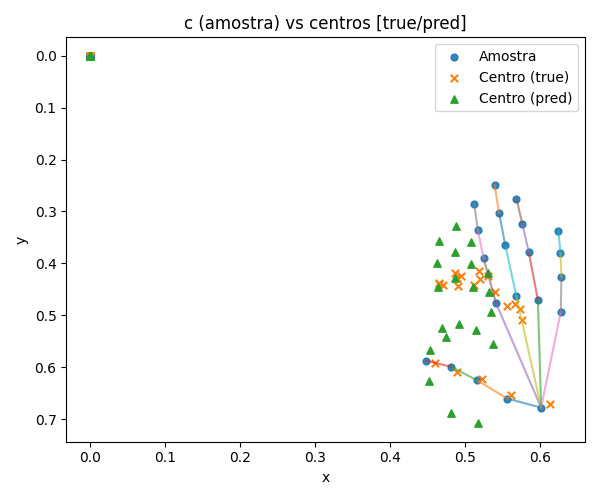 c (amostra) vs centros [true/pred]
Amostra
Centro (true)
Centro (pred)
0.0
0.1
0.2
0.3
0.4
0.5
0.6
0.7
y
0.0 0.1 0.2 0.3 0.4 0.5 0.6
x